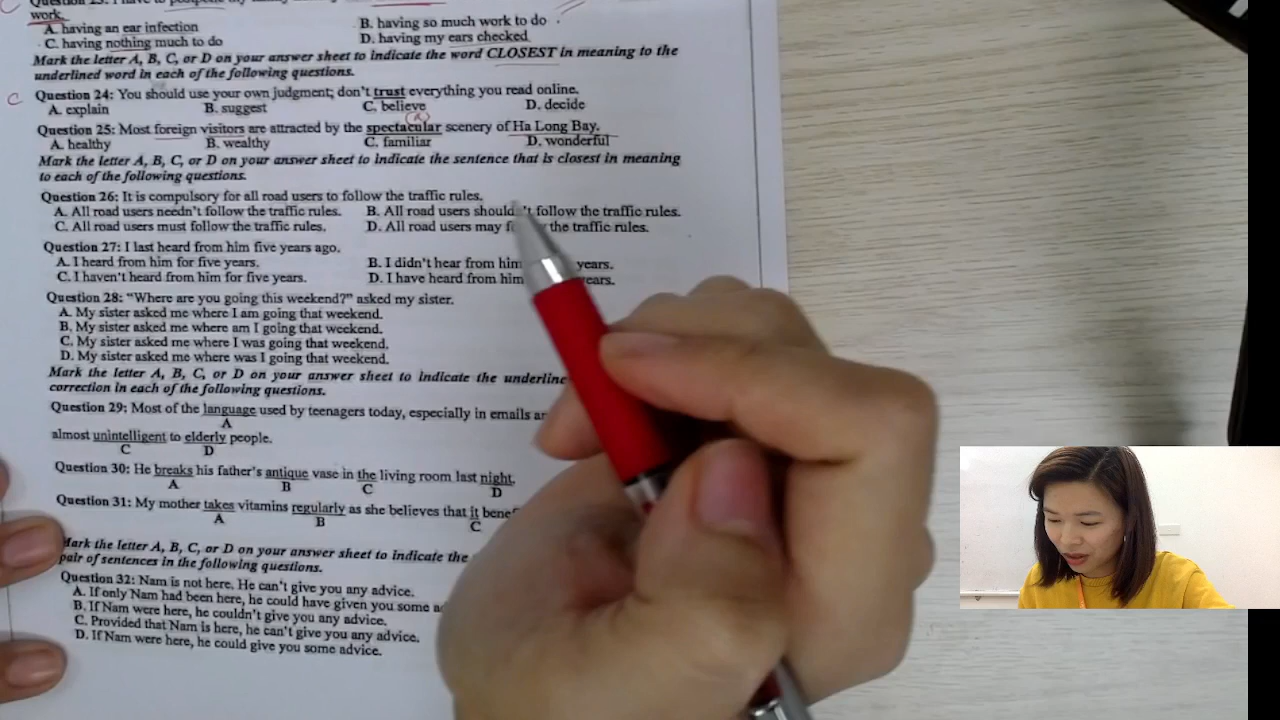 work.
A. having an ear infection B. having so much work to do
C. having nothing much to do D. having my ears checked
Mark the letter A, B, C, or D on your answer sheet to indicate the word CLOSEST in meaning to the
underlined word in each of the following questions.
C Question 24: You should use your own judgment; don't trust everything you read online.
A. explain B. suggest C. believe D. decide
Question 25: Most foreign visitors are attracted by the spectacular scenery of Ha Long Bay.
A. healthy B. wealthy C. familiar D. wonderful
Mark the letter A, B, C, or D on your answer sheet to indicate the sentence that is closest in meaning
to each of the following questions.
Question 26: It is compulsory for all road users to follow the traffic rules.
A. All road users needn't follow the traffic rules. B. All road users shouldn't follow the traffic rules.
C. All road users must follow the traffic rules. D. All road users may the traffic rules.
Question 27: I last heard from him five years ago.
A. I heard from him for five years. B. I didn't hear from him years.
C. I haven't heard from him for five years. D. I have heard from him years.
Question 28: "Where are you going this weekend?" asked my sister.
A. My sister asked me where I am going that weekend.
B. My sister asked me where am I going that weekend.
C. My sister asked me where I was going that weekend.
D. My sister asked me where was I going that weekend.
Mark the letter A, B, C, or D on your answer sheet to indicate the underline
correction in each of the following questions.
Question 29: Most of the language used by teenagers today, especially in emails
A
almost unintelligent to elderly people.
C D
Question 30: He breaks his father's antique vase in the living room last night.
A B C D
Question 31: My mother takes vitamins regularly as she believes that it
A B C
Mark the letter A, B, C, or D on your answer sheet to indicate the
pair of sentences in the following questions.
Question 32: Nam is not here. He can't give you any advice.
A. If only Nam had been here, he could have given you some
B. If Nam were here, he couldn't give you any advice.
C. Provided that Nam is here, he can't give you any advice.
D. If Nam were here, he could give you some advice.